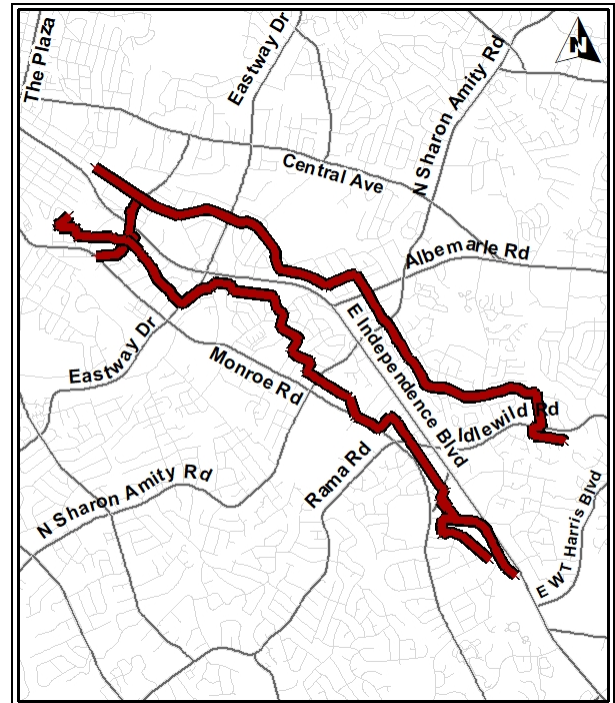 The Plaza
Eastway Dr
N Sharon Amity Rd
N
Central Ave
Albemarle Rd
E Independence Blvd
Eastway Dr
Monroe Rd
Idlewild Rd
Rama Rd
N Sharon Amity Rd
E WT Harris Blvd